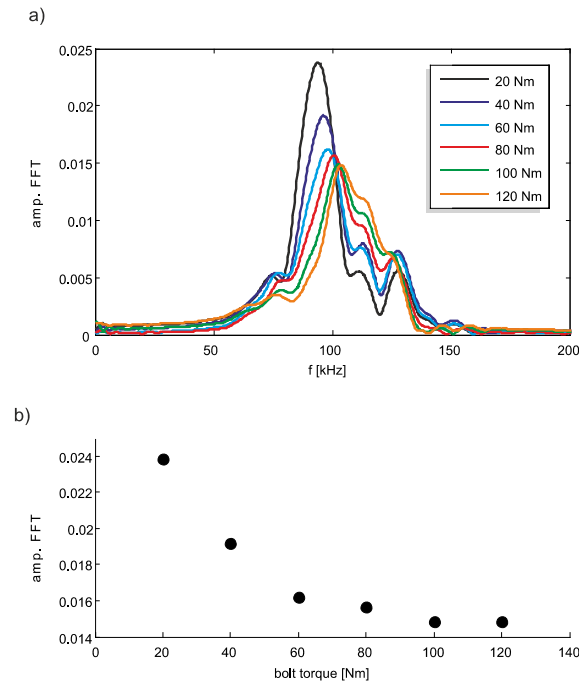 a)
0.025
0.02
0.015
0.01
0.005
0
amp. FFT
20 Nm
40 Nm
60 Nm
80 Nm
100 Nm
120 Nm
0 50 100 150 200
f [kHz]
b)
0.024
0.022
0.02
0.018
0.016
0.014
amp. FFT
0 20 40 60 80 100 120 140
bolt torque [Nm]